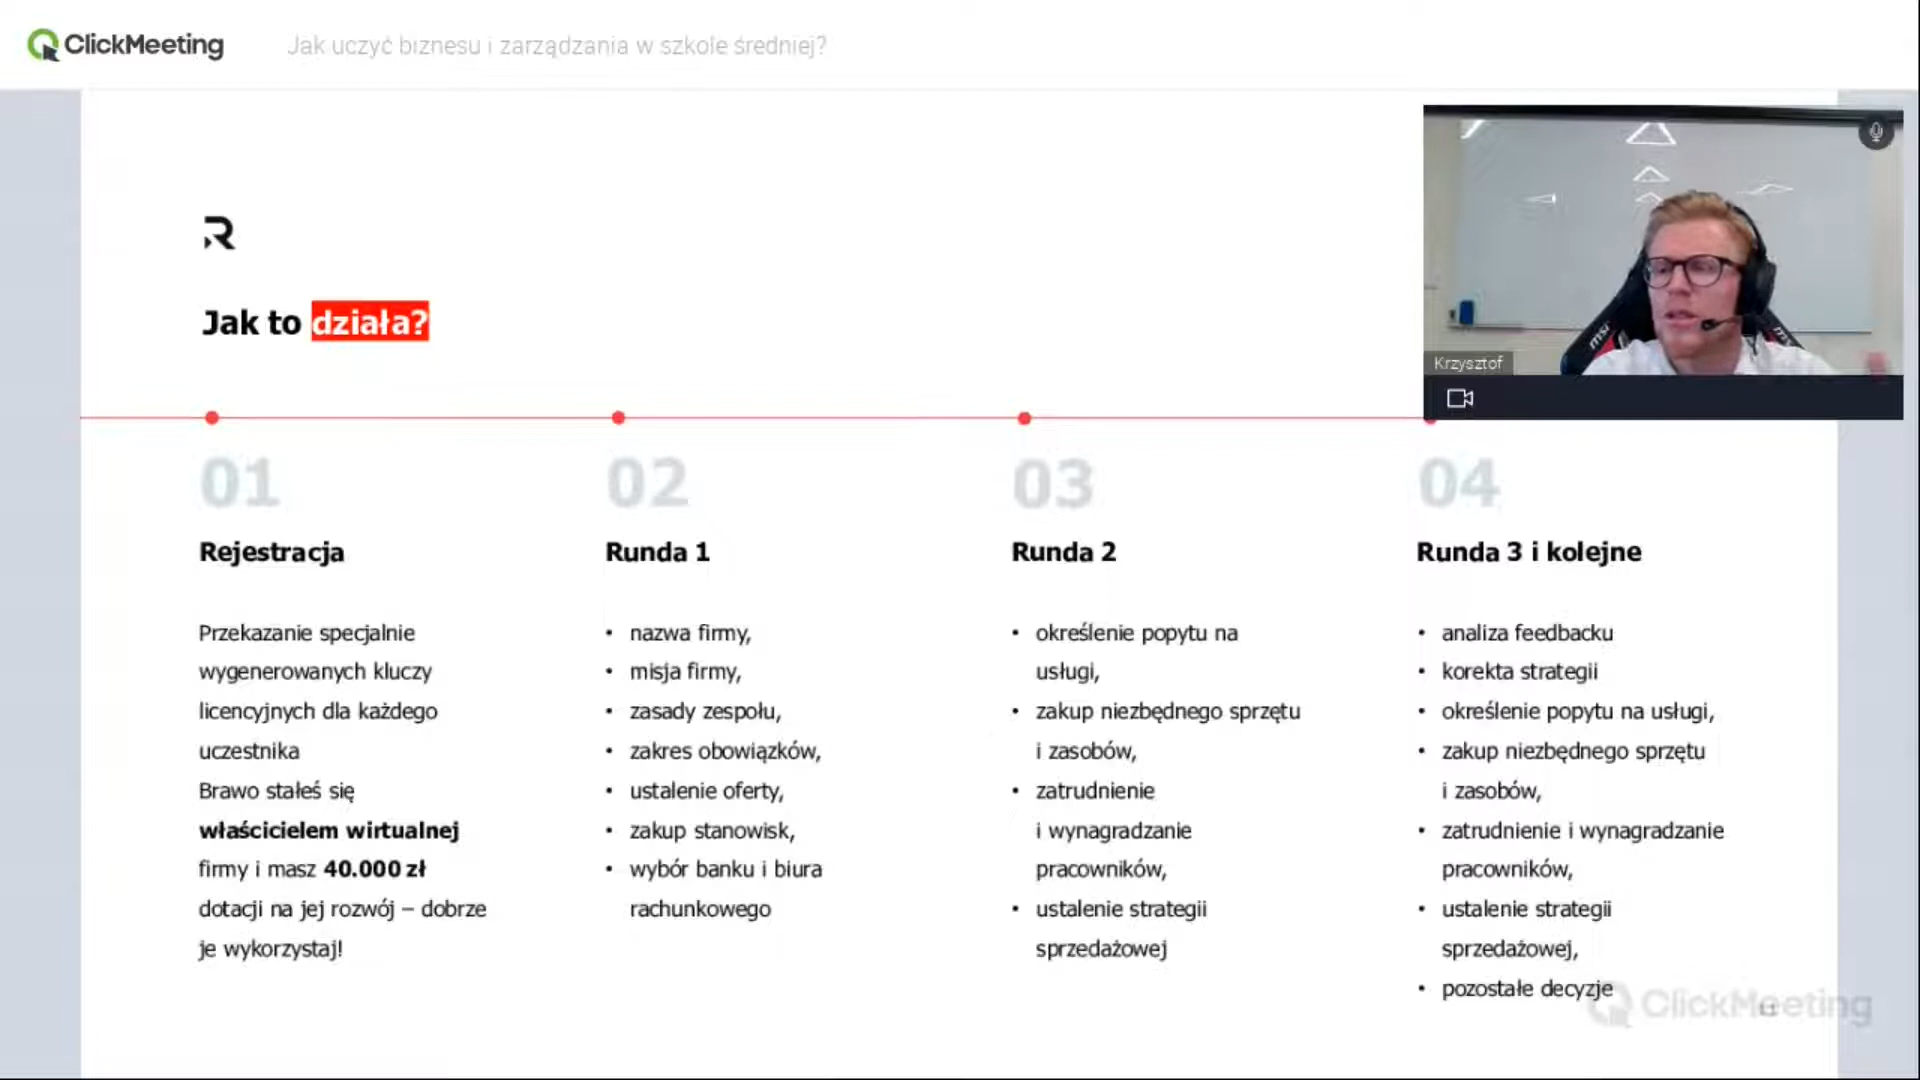 ClickMeeting
Jak uczyć biznesu i zarządzania w szkole średniej?
R
Jak to działa?
Krzysztof
msi
msi
01
Rejestracja
Przekazanie specjalnie
wygenerowanych kluczy
licencyjnych dla każdego
uczestnika
Brawo stałeś się
właścicielem wirtualnej
firmy i masz 40.000 zł
dotacji na jej rozwój – dobrze
je wykorzystaj!
02
Runda 1
• nazwa firmy,
• misja firmy,
• zasady zespołu,
• zakres obowiązków,
• ustalenie oferty,
• zakup stanowisk,
• wybór banku i biura
rachunkowego
03
Runda 2
• określenie popytu na
usługi,
• zakup niezbędnego sprzętu
i zasobów,
• zatrudnienie
i wynagradzanie
pracowników,
• ustalenie strategii
sprzedażowej
04
Runda 3 i kolejne
• analiza feedbacku
• korekta strategii
• określenie popytu na usługi,
• zakup niezbędnego sprzętu
i zasobów,
• zatrudnienie i wynagradzanie
pracowników,
• ustalenie strategii
sprzedażowej,
• pozostałe decyzje
ClickMeeting